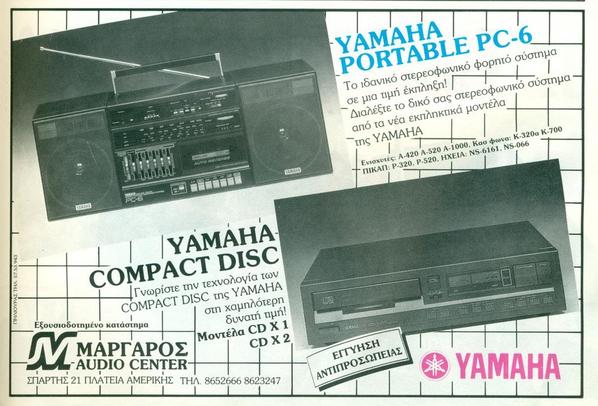 YAMAHA
PORTABLE PC-6
Το ιδανικό στερεοφωνικό φορητό σύστημα
σε μια τιμή έκπληξη!
Διαλέξτε το δικό σας στερεοφωνικό σύστημα
από τα νέα εκπληκτικά μοντέλα
της YAMAHA
Ενισχυτές: A-420 A-520 A-1000, Κασ φωνα: K-320α K-700
ΠΙΚΑΠ: P-320, P-520, ΗΧΕΙΑ: NS-6161, NS-066
YAMAHA
PC-6
YAMAHA
YAMAHA
COMPACT DISC
Γνωρίστε την τεχνολογία των
COMPACT DISC της YAMAHA
στη χαμηλότερη
δυνατή τιμή!
Μοντέλα CD X 1
CD X 2
Εξουσιοδοτημένο κατάστημα
ΜΑΡΓΑΡΟΣ
AUDIO CENTER
ΣΠΑΡΤΗΣ 21 ΠΛΑΤΕΙΑ ΑΜΕΡΙΚΗΣ ΤΗΛ. 8652666 8623247
ΕΓΓΥΗΣΗ
ΑΝΤΙΠΡΟΣΩΠΕΙΑΣ
YAMAHA